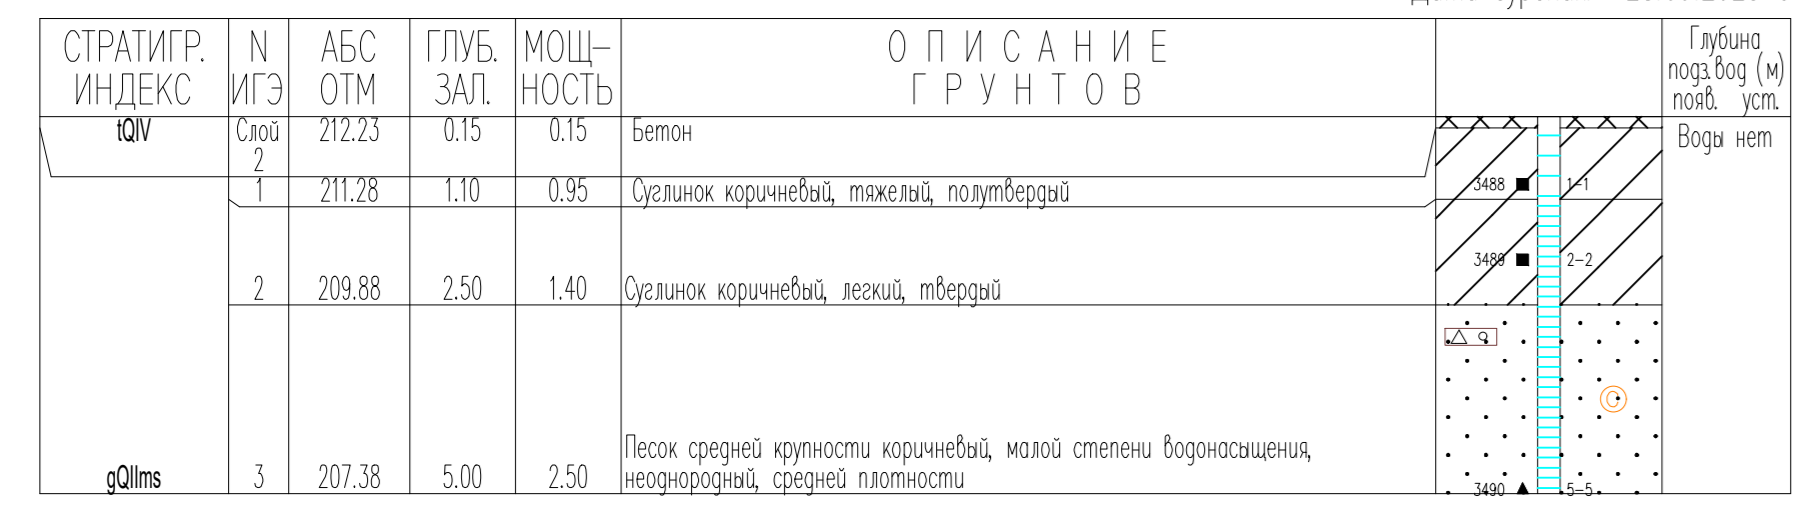 СТРАТИГР. ИНДЕКС
N ИГЭ
АБС ОТМ
ГЛУБ. ЗАЛ.
МОЩ- НОСТЬ
ОПИСАНИЕ ГРУНТОВ
Глубина
подз.вод (м)
появ. уст.
tQIV Слой 2 212.23 0.15 0.15 Бетон
Воды нет
1 211.28 1.10 0.95 Суглинок коричневый, тяжелый, полутвердый
3488 1-1
2 209.88 2.50 1.40 Суглинок коричневый, легкий, твердый
3489 2-2
С
gQIIms 3 207.38 5.00 2.50 Песок средней крупности коричневый, малой степени водонасыщения,
неоднородный, средней плотности
3490 5-5